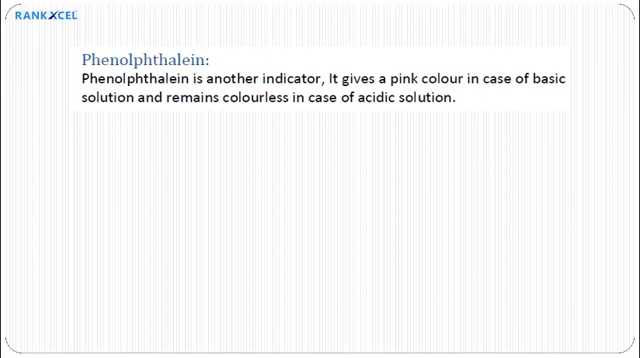 RANKXCEL
Phenolphthalein:
Phenolphthalein is another indicator, It gives a pink colour in case of basic
solution and remains colourless in case of acidic solution.